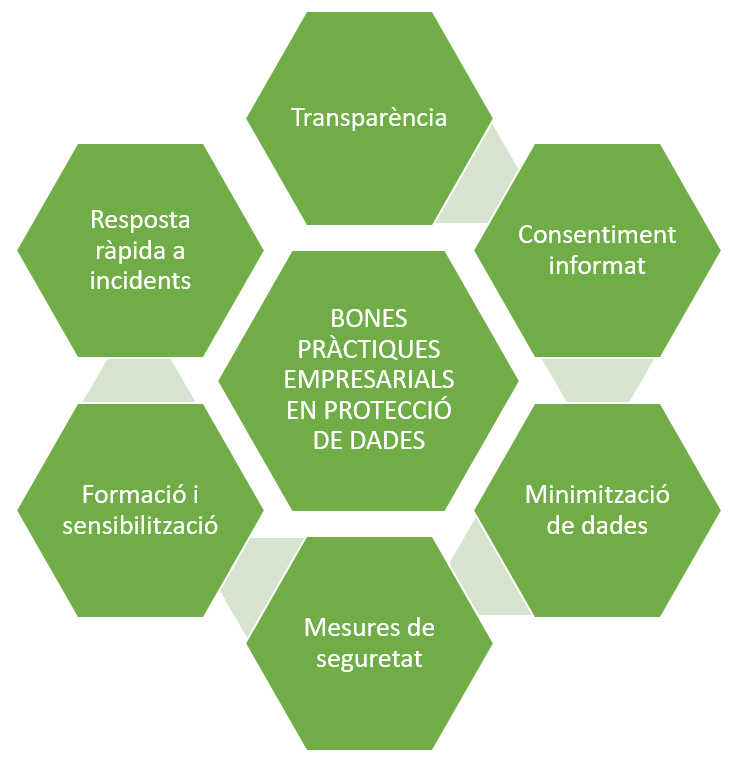 Transparència
Consentiment
informat
Minimització
de dades
Mesures de
seguretat
Formació i
sensibilització
Resposta
ràpida a
incidents
BONES
PRÀCTIQUES
EMPRESARIALS
EN PROTECCIÓ
DE DADES